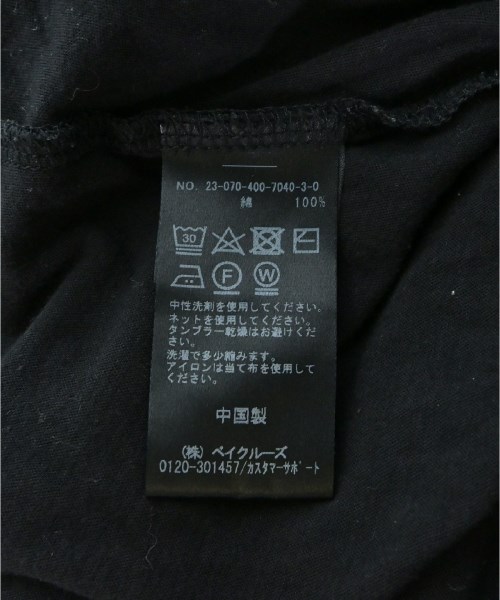 NO. 23-070-400-7040-3-0
綿 100%
30
F W
中性洗剤を使用してください。
ネットを使用してください。
タンブラー乾燥はお避けくだ
さい。
洗濯で多少縮みます。
アイロンは当て布を使用して
ください。
中国製
(株) ベイクルーズ
0120-301457/カスタマーサポート